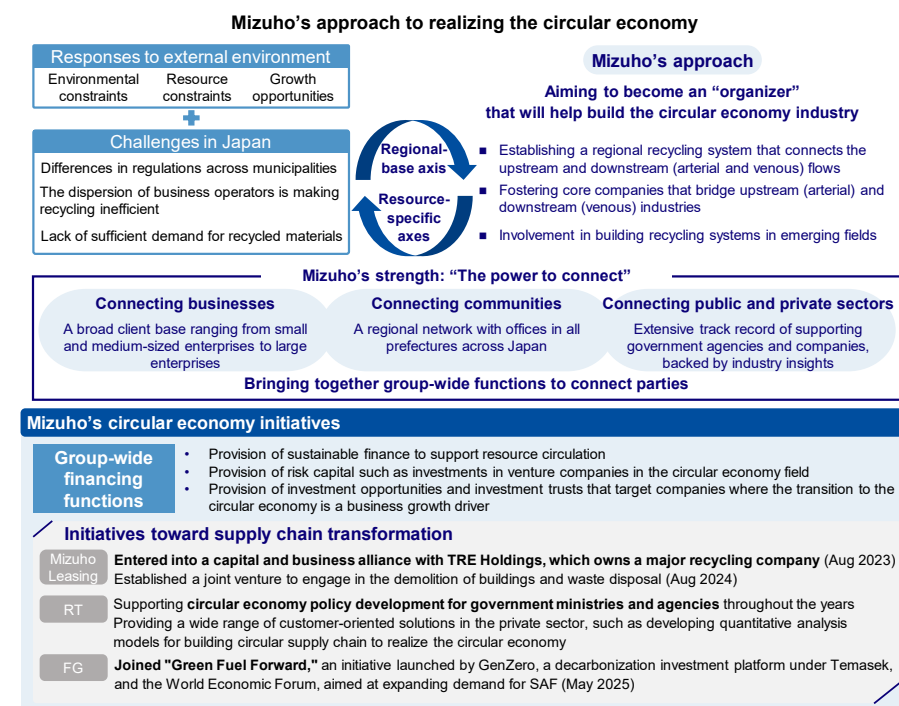 Mizuho's approach to realizing the circular economy
Responses to external environment
Environmental constraints
Resource constraints
Growth opportunities
Challenges in Japan
Differences in regulations across municipalities
The dispersion of business operators is making
recycling inefficient
Lack of sufficient demand for recycled materials
Regional-
base axis
Resource-
specific
axes
Mizuho's approach
Aiming to become an “organizer”
that will help build the circular economy industry
■ Establishing a regional recycling system that connects the
upstream and downstream (arterial and venous) flows
■ Fostering core companies that bridge upstream (arterial) and
downstream (venous) industries
■ Involvement in building recycling systems in emerging fields
Mizuho's strength: “The power to connect”
Connecting businesses
A broad client base ranging from small
and medium-sized enterprises to large
enterprises
Connecting communities
A regional network with offices in all
prefectures across Japan
Connecting public and private sectors
Extensive track record of supporting
government agencies and companies,
backed by industry insights
Bringing together group-wide functions to connect parties
Mizuho's circular economy initiatives
Group-wide
financing
functions
• Provision of sustainable finance to support resource circulation
• Provision of risk capital such as investments in venture companies in the circular economy field
• Provision of investment opportunities and investment trusts that target companies where the transition to the
circular economy is a business growth driver
Initiatives toward supply chain transformation
Mizuho
Leasing
Entered into a capital and business alliance with TRE Holdings, which owns a major recycling company (Aug 2023)
Established a joint venture to engage in the demolition of buildings and waste disposal (Aug 2024)
RT
Supporting circular economy policy development for government ministries and agencies throughout the years
Providing a wide range of customer-oriented solutions in the private sector, such as developing quantitative analysis
models for building circular supply chain to realize the circular economy
FG
Joined "Green Fuel Forward," an initiative launched by GenZero, a decarbonization investment platform under Temasek,
and the World Economic Forum, aimed at expanding demand for SAF (May 2025)